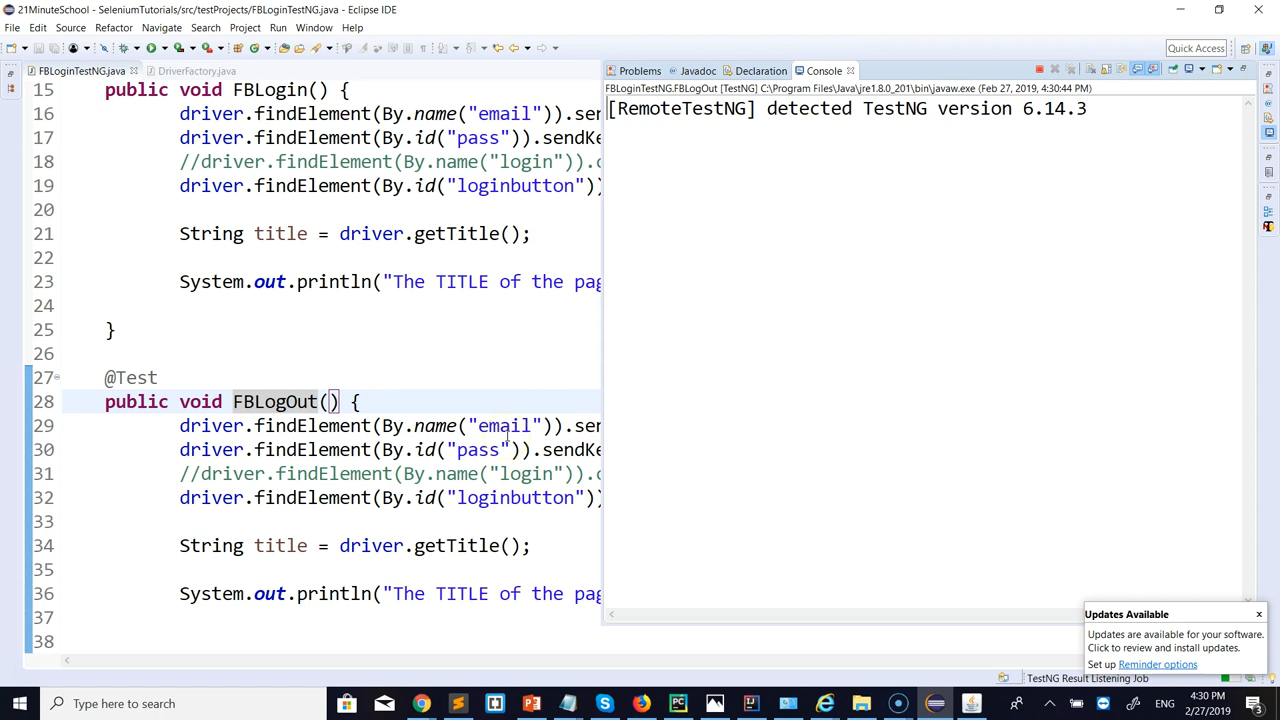 21MinuteSchool - SeleniumTutorials/src/testProjects/FBLoginTestNG.java - Eclipse IDE
File Edit Source Refactor Navigate Search Project Run Window Help
Quick Access
FBLoginTestNG.java DriverFactory.java
15 public void FBLogin() {
16 driver.findElement(By.name("email")).sen
17 driver.findElement(By.id("pass")).sendKe
18 //driver.findElement(By.name("login")).c
19 driver.findElement(By.id("loginbutton"))
20
21 String title = driver.getTitle();
22
23 System.out.println("The TITLE of the pag
24
25 }
26
27 @Test
28 public void FBLogOut() {
29 driver.findElement(By.name("email")).sen
30 driver.findElement(By.id("pass")).sendKe
31 //driver.findElement(By.name("login")).c
32 driver.findElement(By.id("loginbutton"))
33
34 String title = driver.getTitle();
35
36 System.out.println("The TITLE of the pag
37
38
Problems Javadoc Declaration Console
FBLoginTestNG.FBLogOut [TestNG] C:\Program Files\Java\jre1.8.0_201\bin\javaw.exe (Feb 27, 2019, 4:30:44 PM)
[RemoteTestNG] detected TestNG version 6.14.3
Updates Available
Updates are available for your software.
Click to review and install updates.
Set up Reminder options
TestNG Result Listening Job
Type here to search
ENG
4:30 PM
2/27/2019